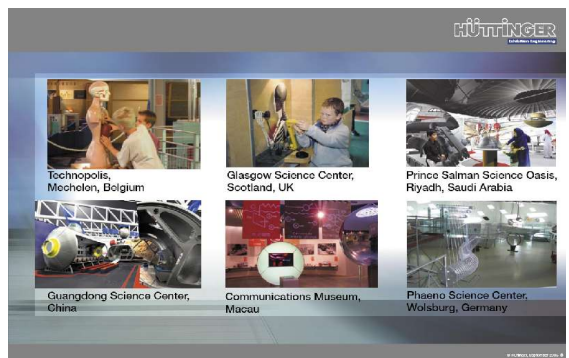 HÜTTINGER
Exhibition Engineering
Technopolis,
Mechelon, Belgium
Glasgow Science Center,
Scotland, UK
Prince Salman Science Oasis,
Riyadh, Saudi Arabia
Guangdong Science Center,
China
Communications Museum,
Macau
Phaeno Science Center,
Wolsburg, Germany